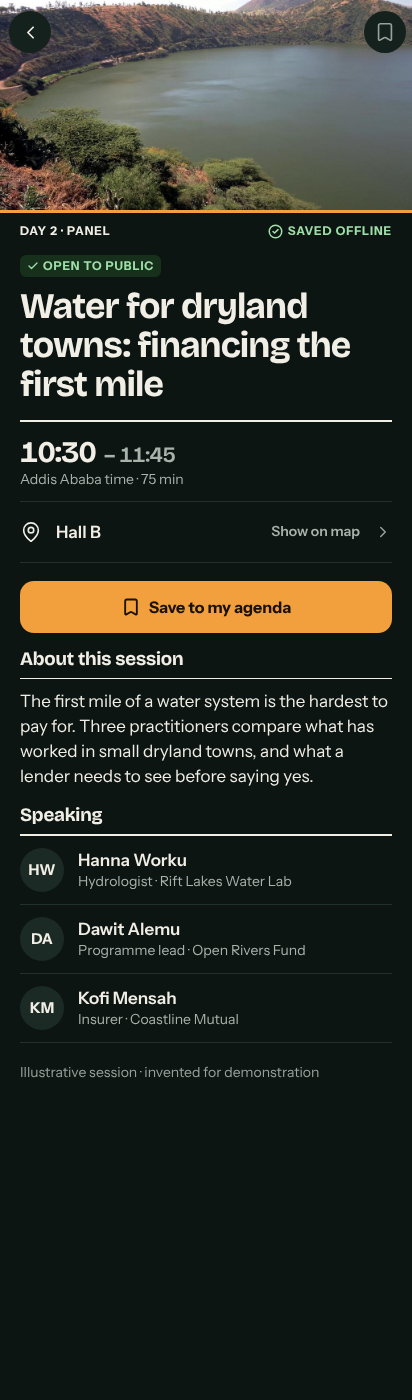 DAY 2 · PANEL
SAVED OFFLINE
OPEN TO PUBLIC
Water for dryland
towns: financing the
first mile
10:30 – 11:45
Addis Ababa time · 75 min
Hall B
Show on map
Save to my agenda
About this session
The first mile of a water system is the hardest to
pay for. Three practitioners compare what has
worked in small dryland towns, and what a
lender needs to see before saying yes.
Speaking
HW
Hanna Worku
Hydrologist · Rift Lakes Water Lab
DA
Dawit Alemu
Programme lead · Open Rivers Fund
KM
Kofi Mensah
Insurer · Coastline Mutual
Illustrative session · invented for demonstration